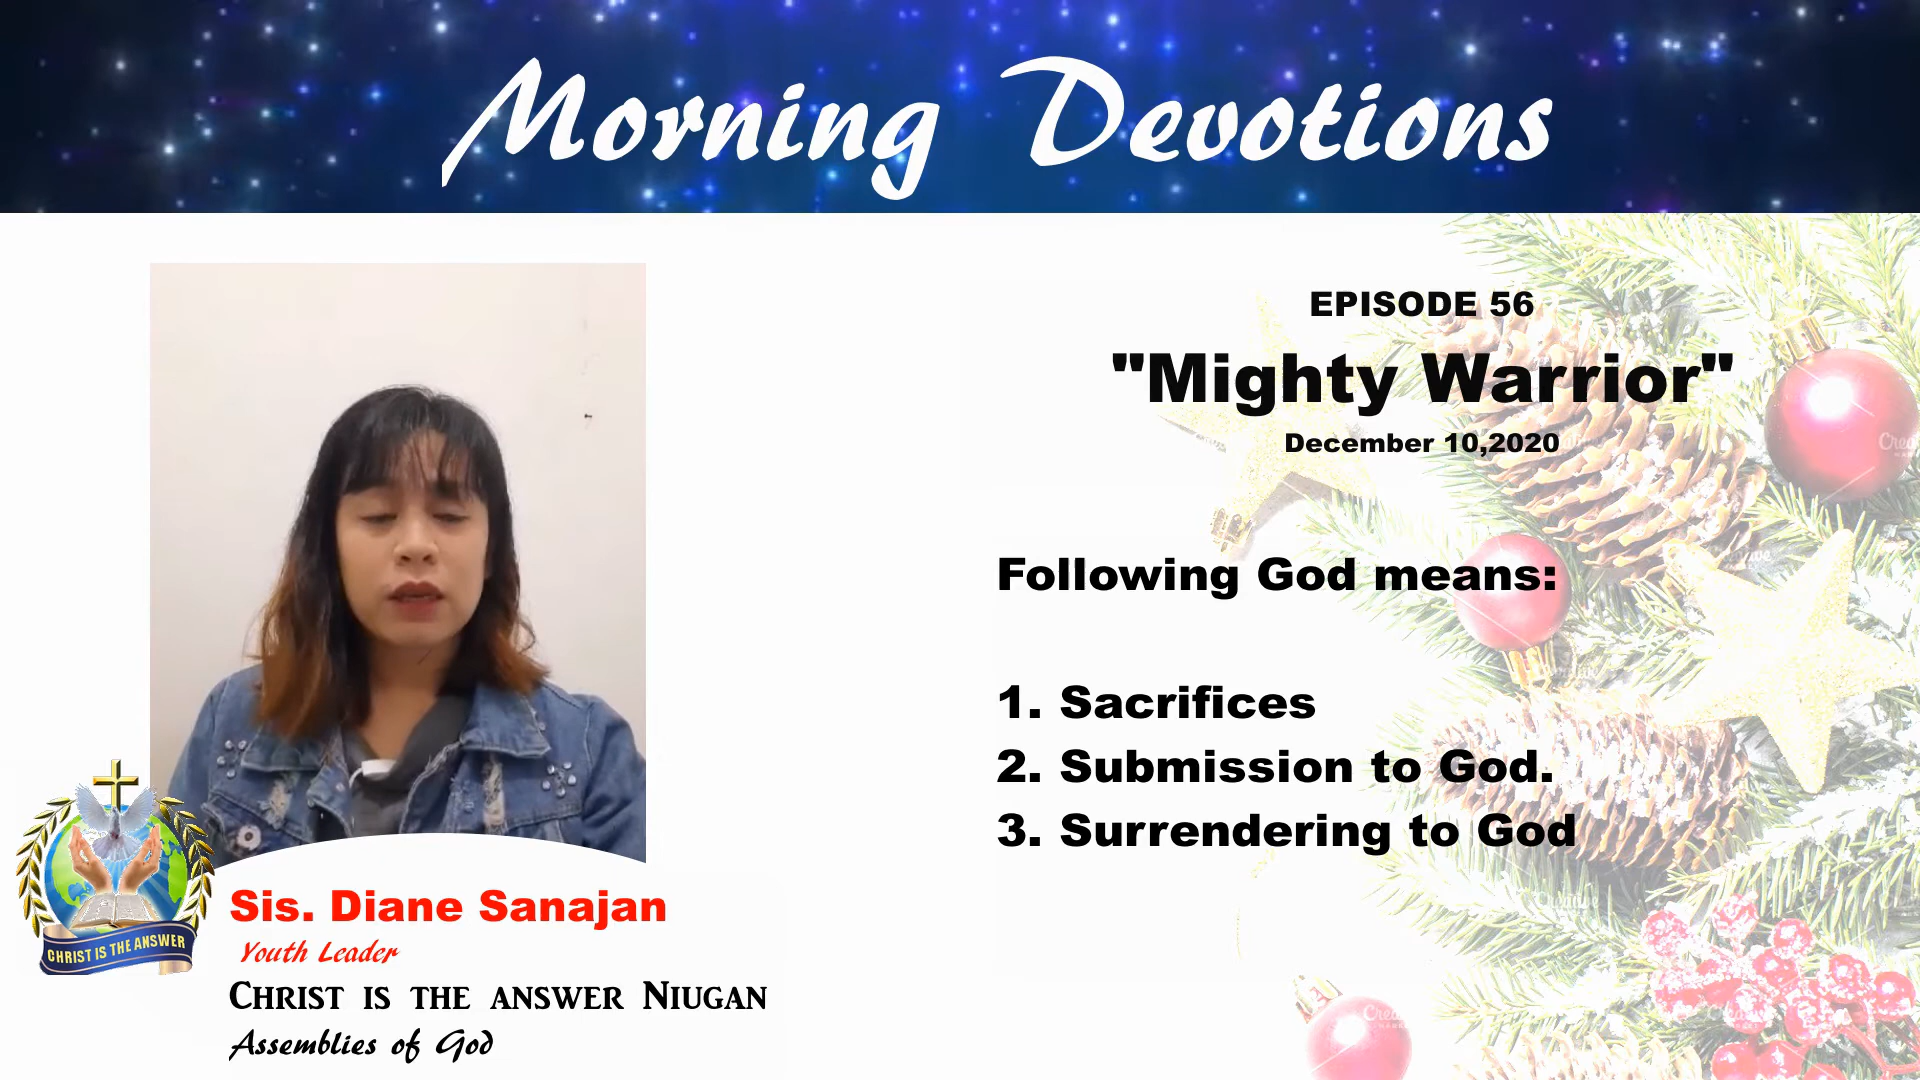 Morning Devotions
EPISODE 56
"Mighty Warrior"
December 10,2020
Following God means:
1. Sacrifices
2. Submission to God.
3. Surrendering to God
CHRIST IS THE ANSWER
Sis. Diane Sanajan
Youth Leader
Christ is the answer Niugan
Assemblies of God